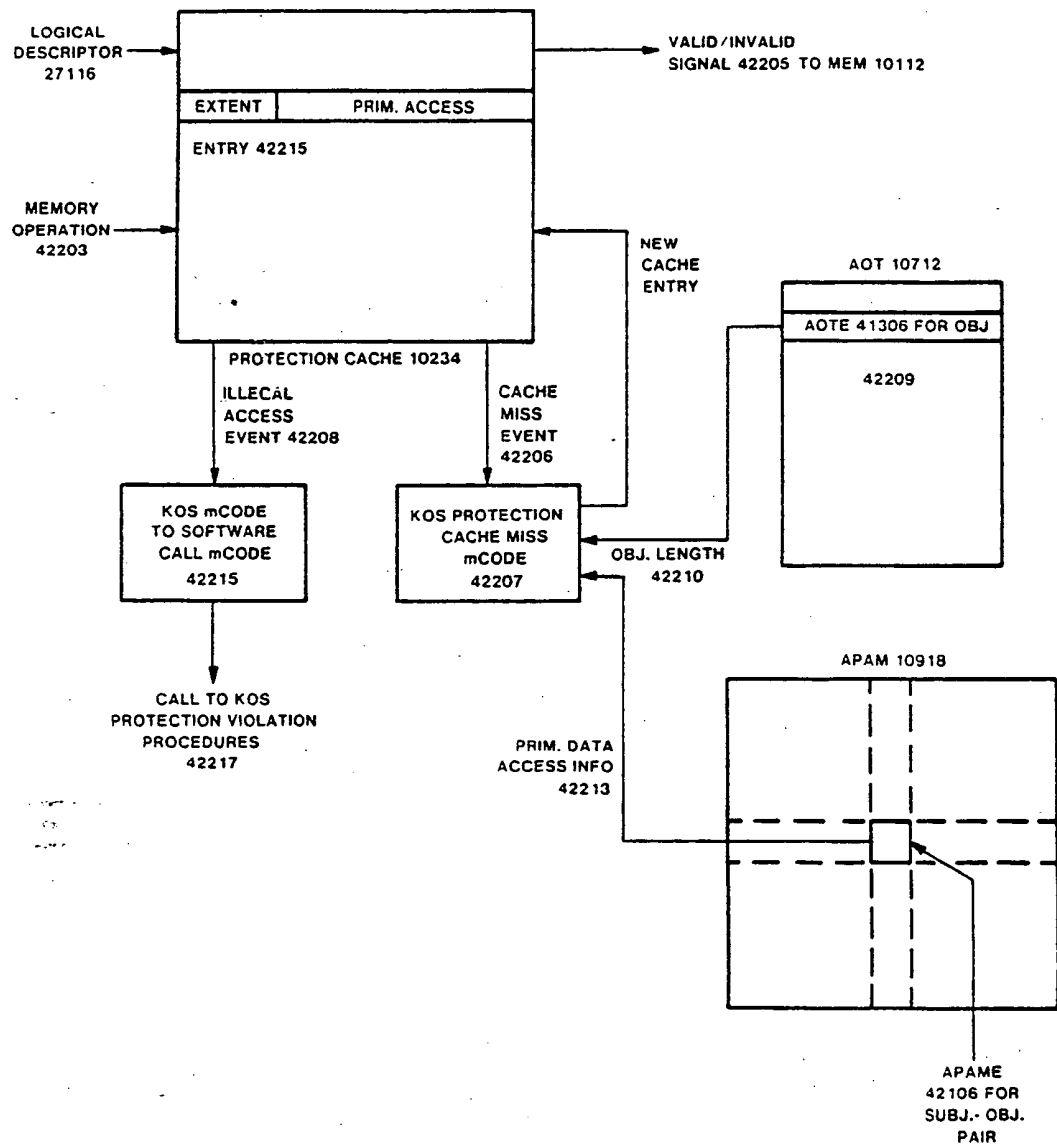 LOGICAL
DESCRIPTOR
27116
VALID/INVALID
SIGNAL 42205 TO MEM 10112
EXTENT
PRIM. ACCESS
ENTRY 42215
MEMORY
OPERATION
42203
NEW
CACHE
ENTRY
AOT 10712
AOTE 41306 FOR OBJ
42209
PROTECTION CACHE 10234
ILLECAL
ACCESS
EVENT 42208
CACHE
MISS
EVENT
42206
KOS mCODE
TO SOFTWARE
CALL mCODE
42215
KOS PROTECTION
CACHE MISS
mCODE
42207
OBJ. LENGTH
42210
CALL TO KOS
PROTECTION VIOLATION
PROCEDURES
42217
APAM 10918
PRIM. DATA
ACCESS INFO
42213
APAME
42106 FOR
SUBJ.- OBJ.
PAIR